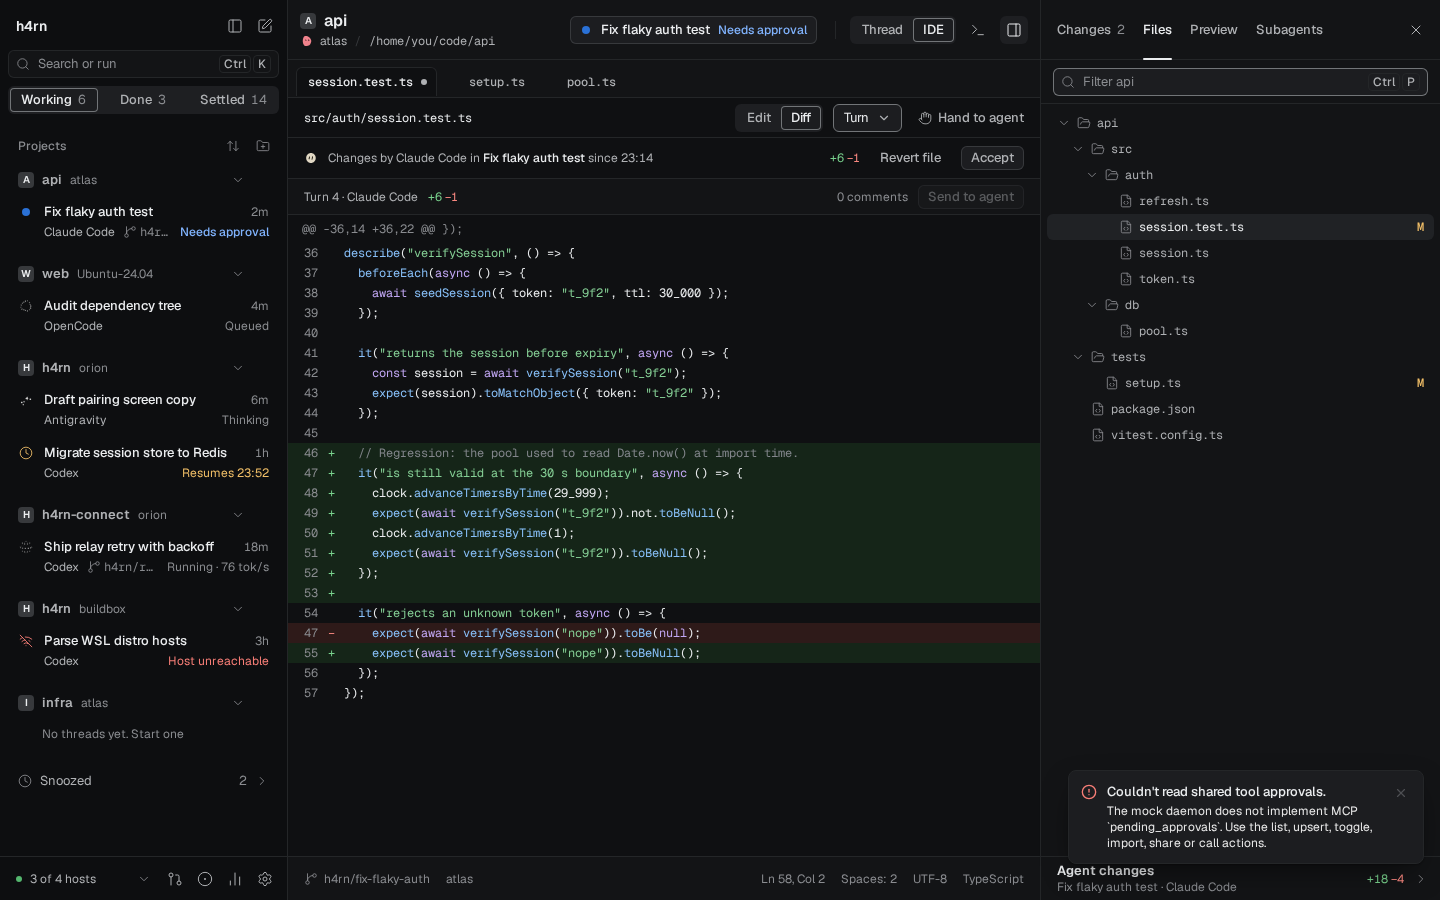 h4rn
Search or run Ctrl K
Working 6 Done 3 Settled 14
Projects
A api atlas
Fix flaky auth test 2m
Claude Code h4r... Needs approval
W web Ubuntu-24.04
Audit dependency tree 4m
OpenCode Queued
H h4rn orion
Draft pairing screen copy 6m
Antigravity Thinking
Migrate session store to Redis 1h
Codex Resumes 23:52
H h4rn-connect orion
Ship relay retry with backoff 18m
Codex h4rn/r... Running · 76 tok/s
H h4rn buildbox
Parse WSL distro hosts 3h
Codex Host unreachable
I infra atlas
No threads yet. Start one
Snoozed 2
3 of 4 hosts
A api
atlas / /home/you/code/api
Fix flaky auth test Needs approval
Thread IDE
session.test.ts setup.ts pool.ts
src/auth/session.test.ts
Edit Diff Turn Hand to agent
Changes by Claude Code in Fix flaky auth test since 23:14 +6 −1 Revert file Accept
Turn 4 · Claude Code +6 −1 0 comments Send to agent
@@ -36,14 +36,22 @@ });
36 describe("verifySession", () => {
37 beforeEach(async () => {
38 await seedSession({ token: "t_9f2", ttl: 30_000 });
39 });
40
41 it("returns the session before expiry", async () => {
42 const session = await verifySession("t_9f2");
43 expect(session).toMatchObject({ token: "t_9f2" });
44 });
45
46 + // Regression: the pool used to read Date.now() at import time.
47 + it("is still valid at the 30 s boundary", async () => {
48 + clock.advanceTimersByTime(29_999);
49 + expect(await verifySession("t_9f2")).not.toBeNull();
50 + clock.advanceTimersByTime(1);
51 + expect(await verifySession("t_9f2")).toBeNull();
52 + });
53 +
54 it("rejects an unknown token", async () => {
47 − expect(await verifySession("nope")).toBe(null);
55 + expect(await verifySession("nope")).toBeNull();
56 });
57 });
h4rn/fix-flaky-auth atlas Ln 58, Col 2 Spaces: 2 UTF-8 TypeScript
Changes 2 Files Preview Subagents
Filter api Ctrl P
api
src
auth
refresh.ts
session.test.ts M
session.ts
token.ts
db
pool.ts
tests
setup.ts M
package.json
vitest.config.ts
Couldn't read shared tool approvals.
The mock daemon does not implement MCP
`pending_approvals`. Use the list, upsert, toggle,
import, share or call actions.
Agent changes
Fix flaky auth test · Claude Code +18 −4